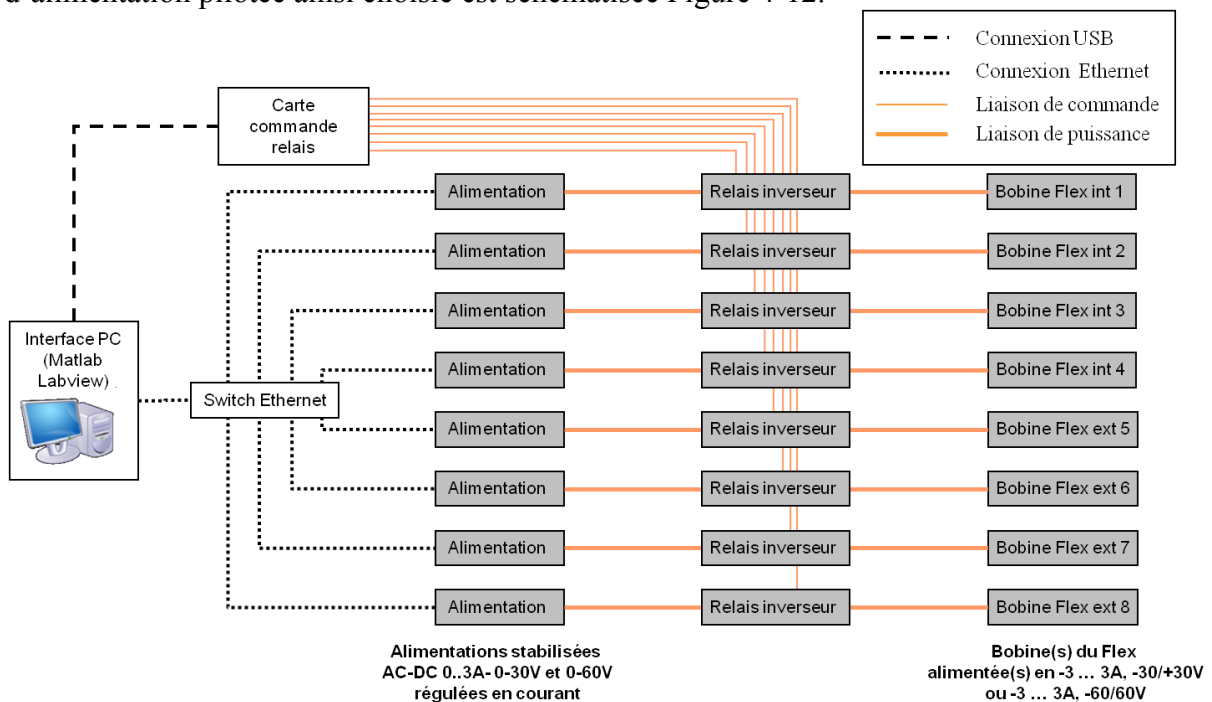 d'alimentation pilotée ainsi choisie est schématisée Figure 4-12.
Connexion USB
Connexion Ethernet
Liaison de commande
Liaison de puissance
Carte
commande
relais
Alimentation
Relais inverseur
Bobine Flex int 1
Alimentation
Relais inverseur
Bobine Flex int 2
Alimentation
Relais inverseur
Bobine Flex int 3
Interface PC
(Matlab
Labview)
Alimentation
Relais inverseur
Bobine Flex int 4
Switch Ethernet
Alimentation
Relais inverseur
Bobine Flex ext 5
Alimentation
Relais inverseur
Bobine Flex ext 6
Alimentation
Relais inverseur
Bobine Flex ext 7
Alimentation
Relais inverseur
Bobine Flex ext 8
Alimentations stabilisées
AC-DC 0..3A- 0-30V et 0-60V
régulées en courant
Bobine(s) du Flex
alimentée(s) en -3 ... 3A, -30/+30V
ou -3 ... 3A, -60/60V